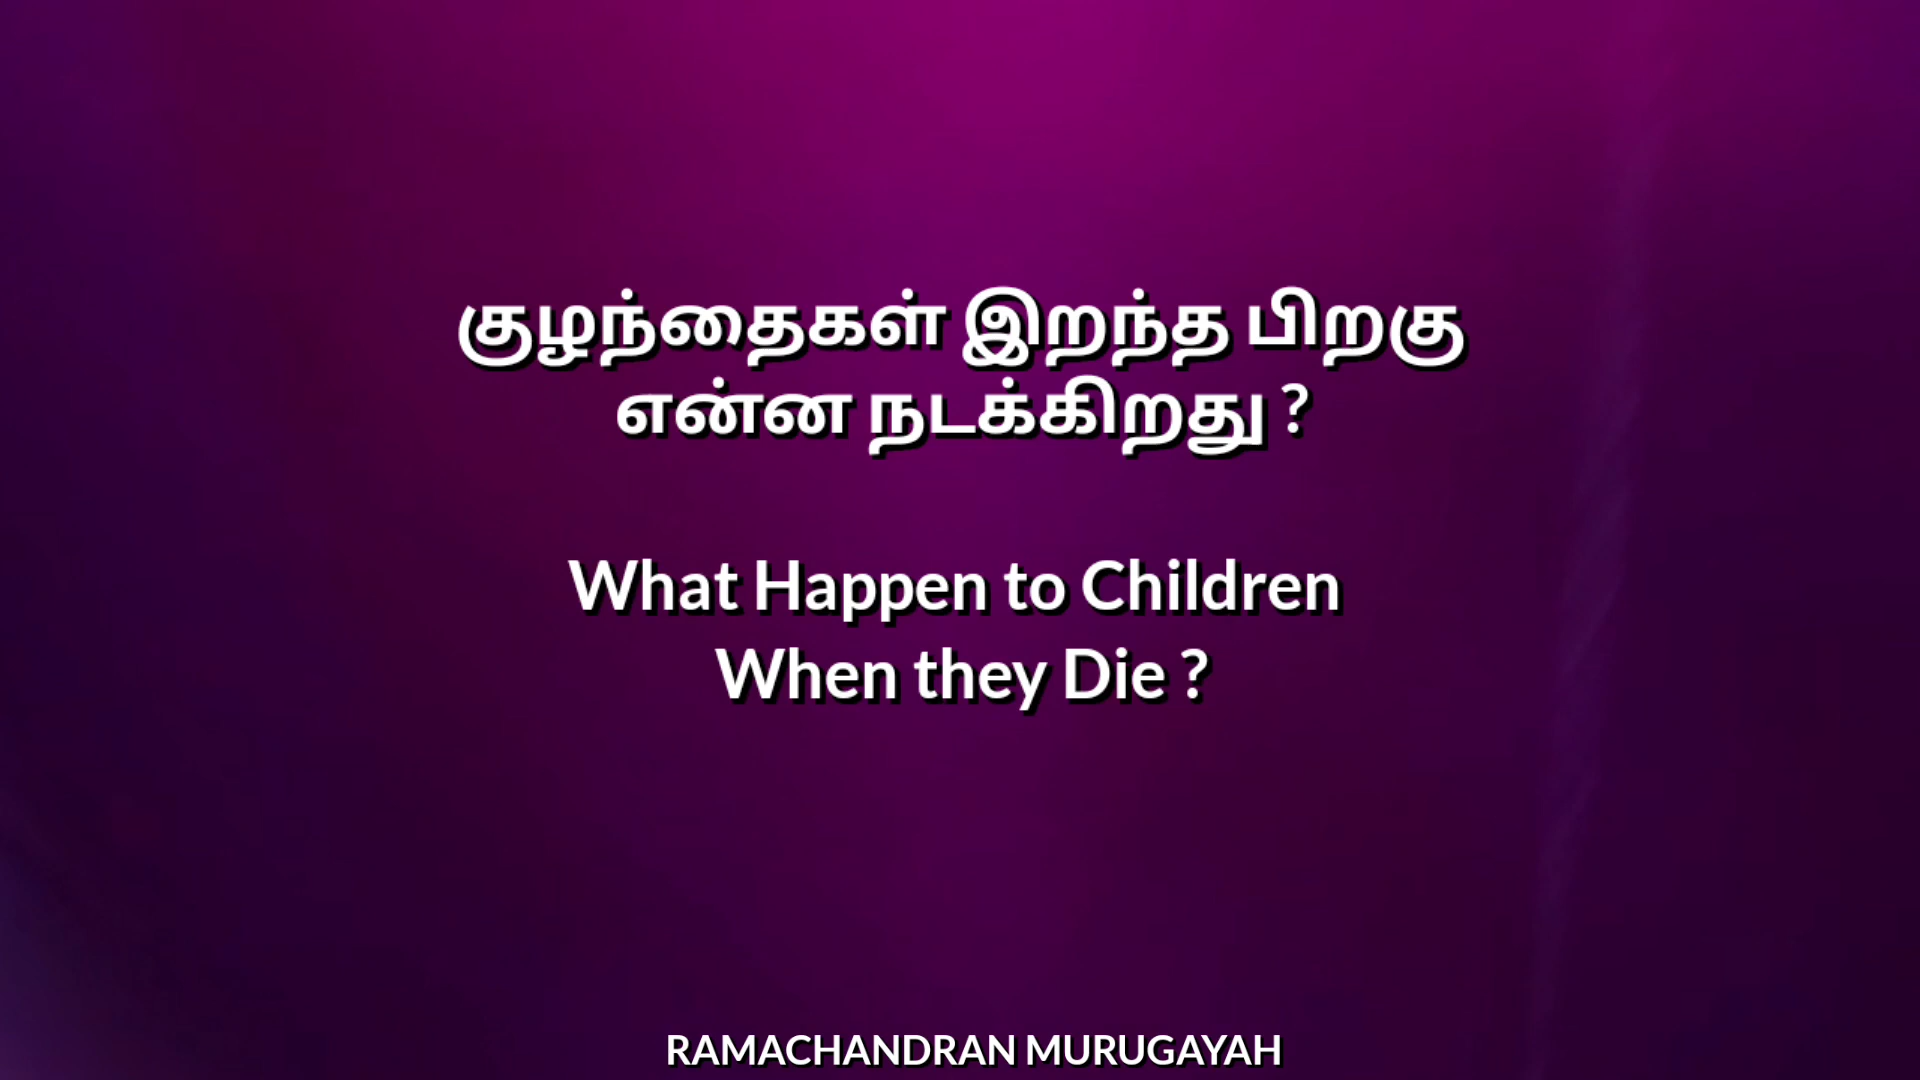 குழந்தைகள் இறந்த பிறகு
என்ன நடக்கிறது ?
What Happen to Children
When they Die ?
RAMACHANDRAN MURUGAYAH